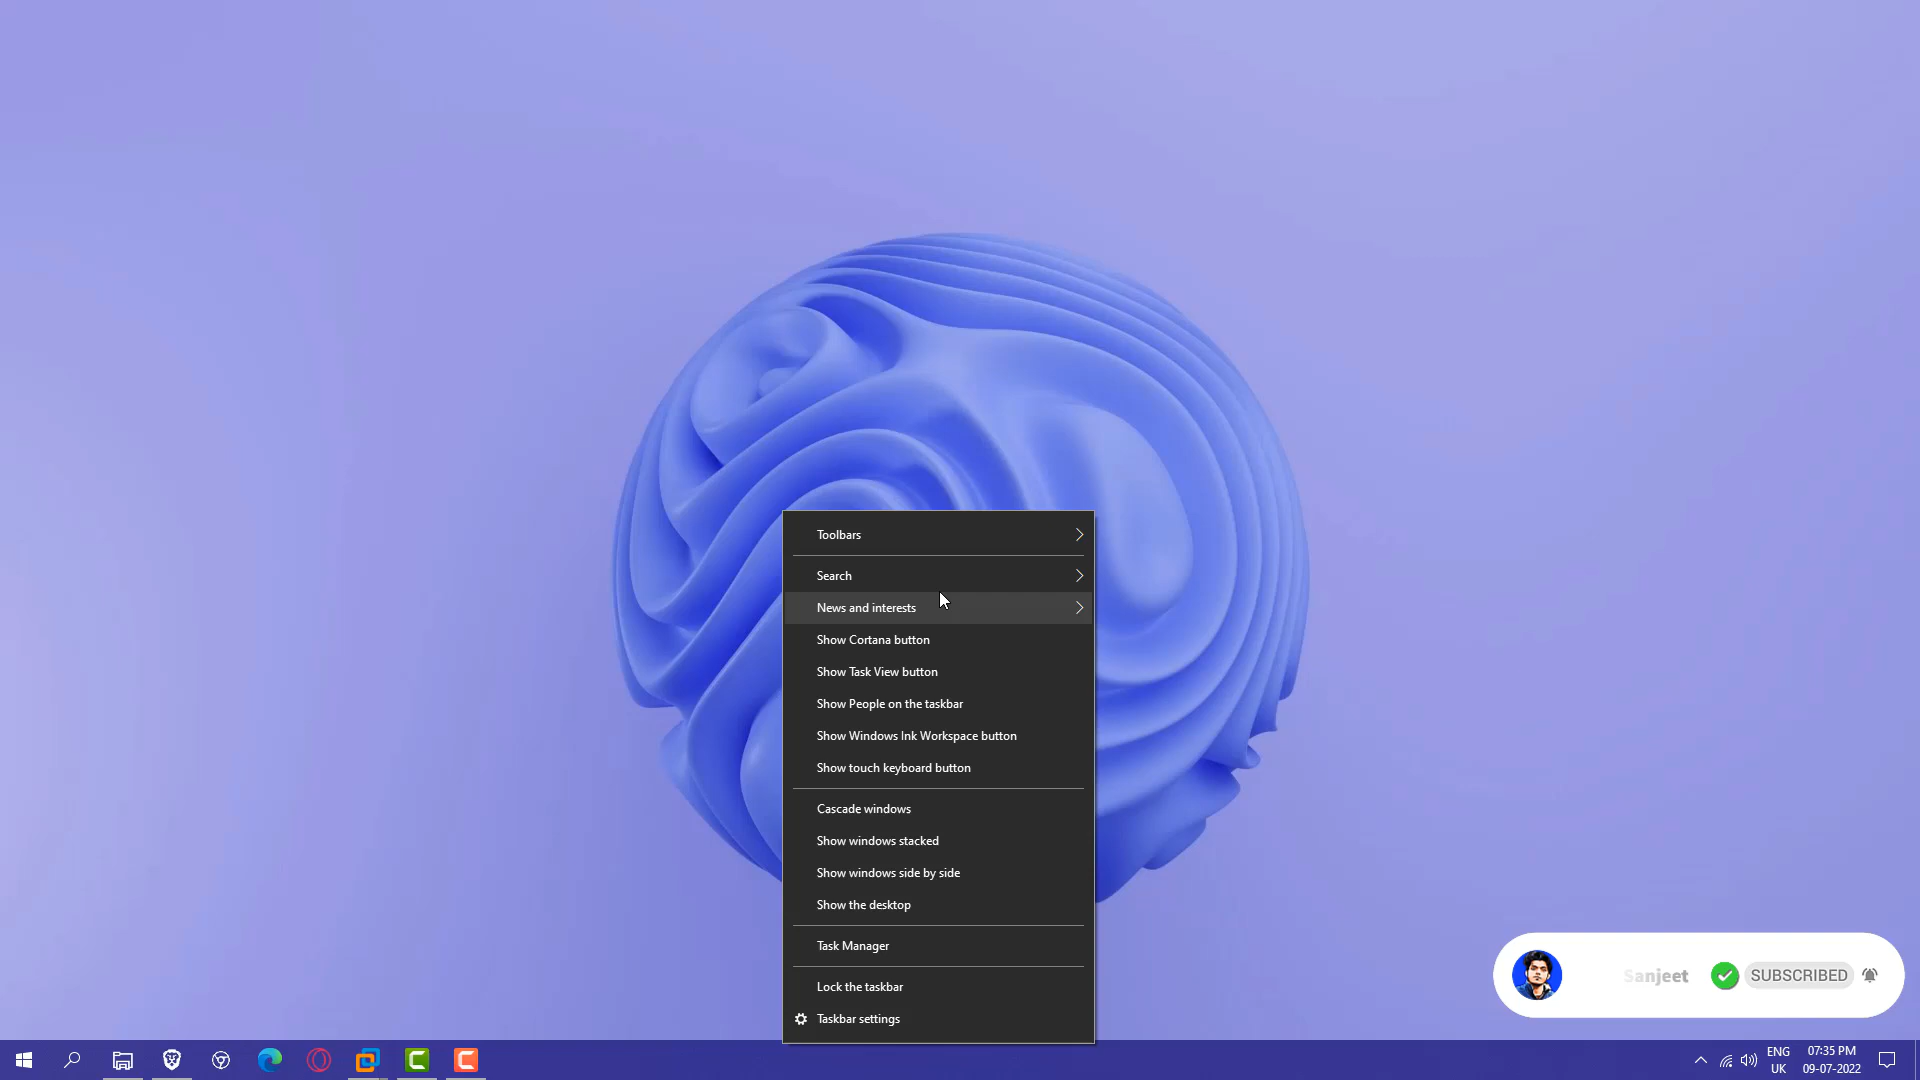 Toolbars
Search
News and interests
Show Cortana button
Show Task View button
Show People on the taskbar
Show Windows Ink Workspace button
Show touch keyboard button
Cascade windows
Show windows stacked
Show windows side by side
Show the desktop
Task Manager
Lock the taskbar
Taskbar settings
Sanjeet
SUBSCRIBED
ENG
UK
07:35 PM
09-07-2022